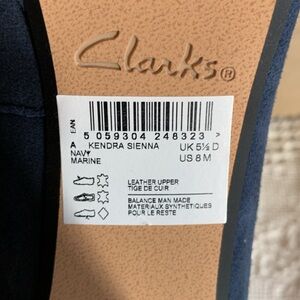 Clarks®
EAN
5 059304 248323 >
A KENDRA SIENNA UK 5½ D
NAVY US 8 M
MARINE
LEATHER UPPER
TIGE DE CUIR
BALANCE MAN MADE
MATERIAUX SYNTHETIQUES
POUR LE RESTE